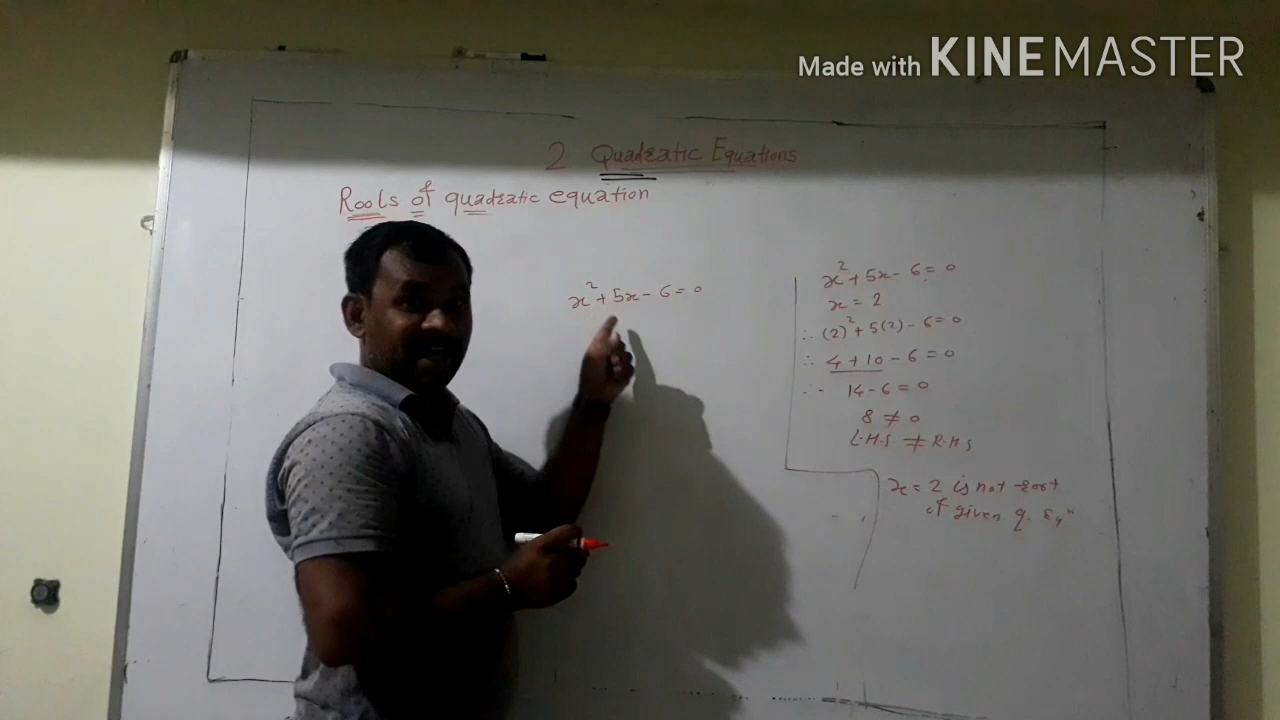 Made with KINEMASTER
2 Quadratic Equations
Roots of quadratic equation
x² + 5x - 6 = 0
x² + 5x - 6 = 0
x = 2
∴ (2)² + 5(2) - 6 = 0
∴ 4 + 10 - 6 = 0
∴ 14 - 6 = 0
8 ≠ 0
L.H.S ≠ R.H.S
x = 2 is not root
of given q. Eqⁿ